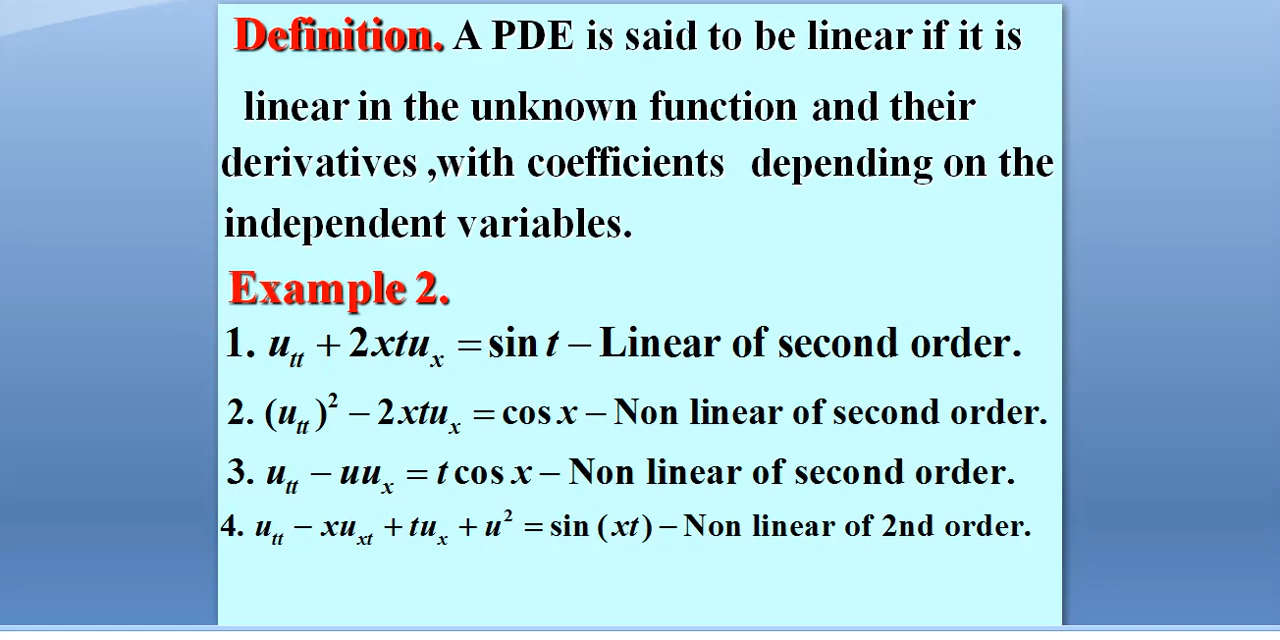 Definition. A PDE is said to be linear if it is
linear in the unknown function and their
derivatives ,with coefficients depending on the
independent variables.
Example 2.
1. u_tt + 2xtu_x = sin t – Linear of second order.
2. (u_tt)² – 2xtu_x = cos x – Non linear of second order.
3. u_tt – uu_x = t cos x – Non linear of second order.
4. u_tt – xu_xt + tu_x + u² = sin (xt) – Non linear of 2nd order.